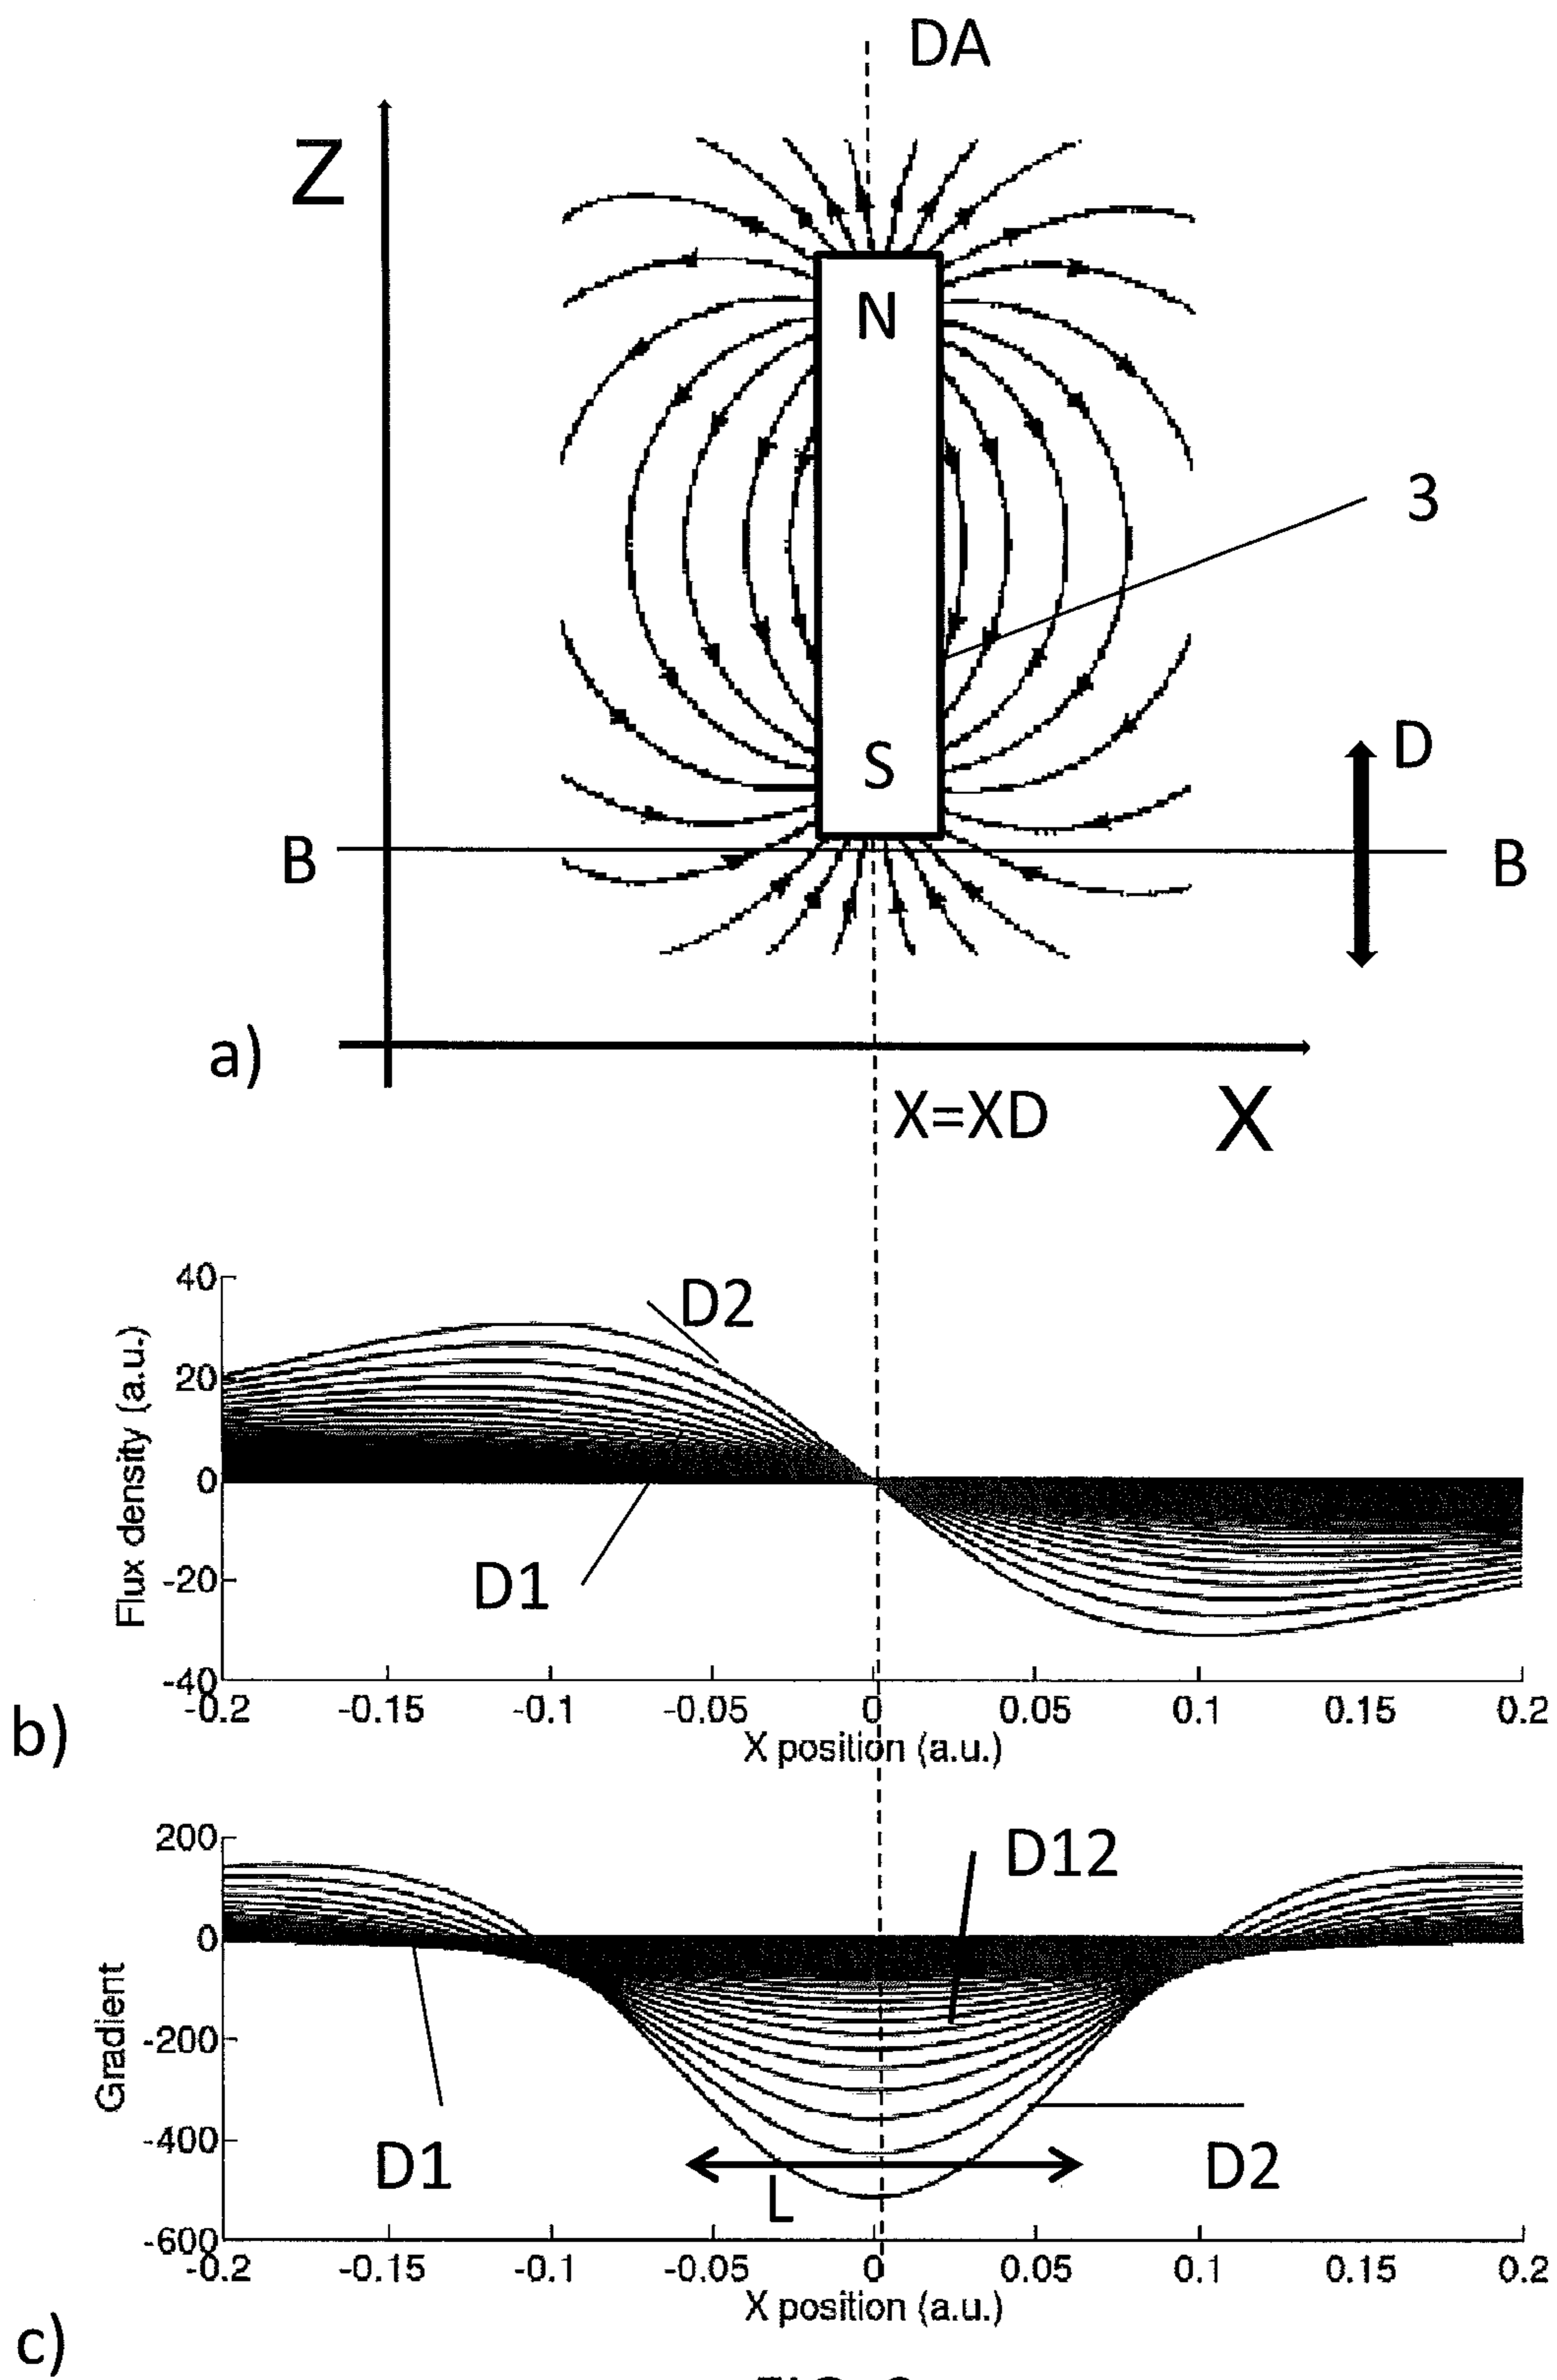 DA
Z
N
3
S
D
B
B
a)
X=XD
X
40
D2
20
0
-20
-40
Flux density (a.u.)
D1
-0.2 -0.15 -0.1 -0.05 0 0.05 0.1 0.15 0.2
X position (a.u.)
b)
200
D12
0
-200
-400
-600
Gradient
D1
L
D2
-0.2 -0.15 -0.1 -0.05 0 0.05 0.1 0.15 0.2
X position (a.u.)
c)